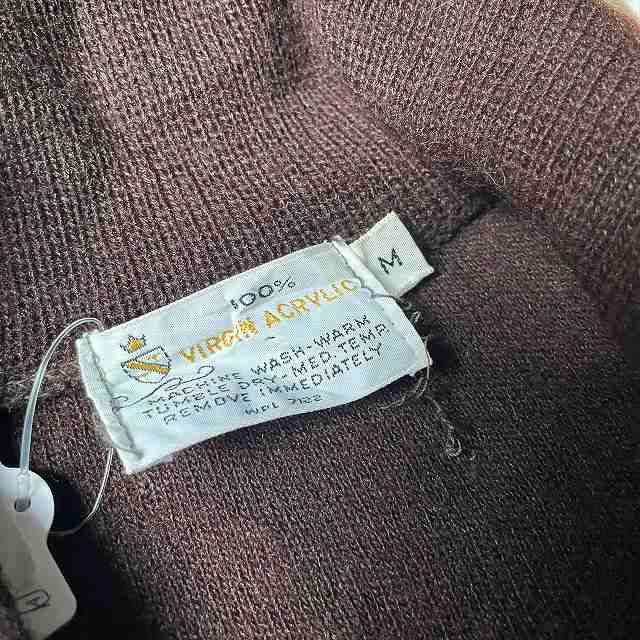 100%
VIRGIN ACRYLIC
MACHINE WASH-WARM
TUMBLE DRY-MED. TEMP.
REMOVE IMMEDIATELY
WPL 7122
M